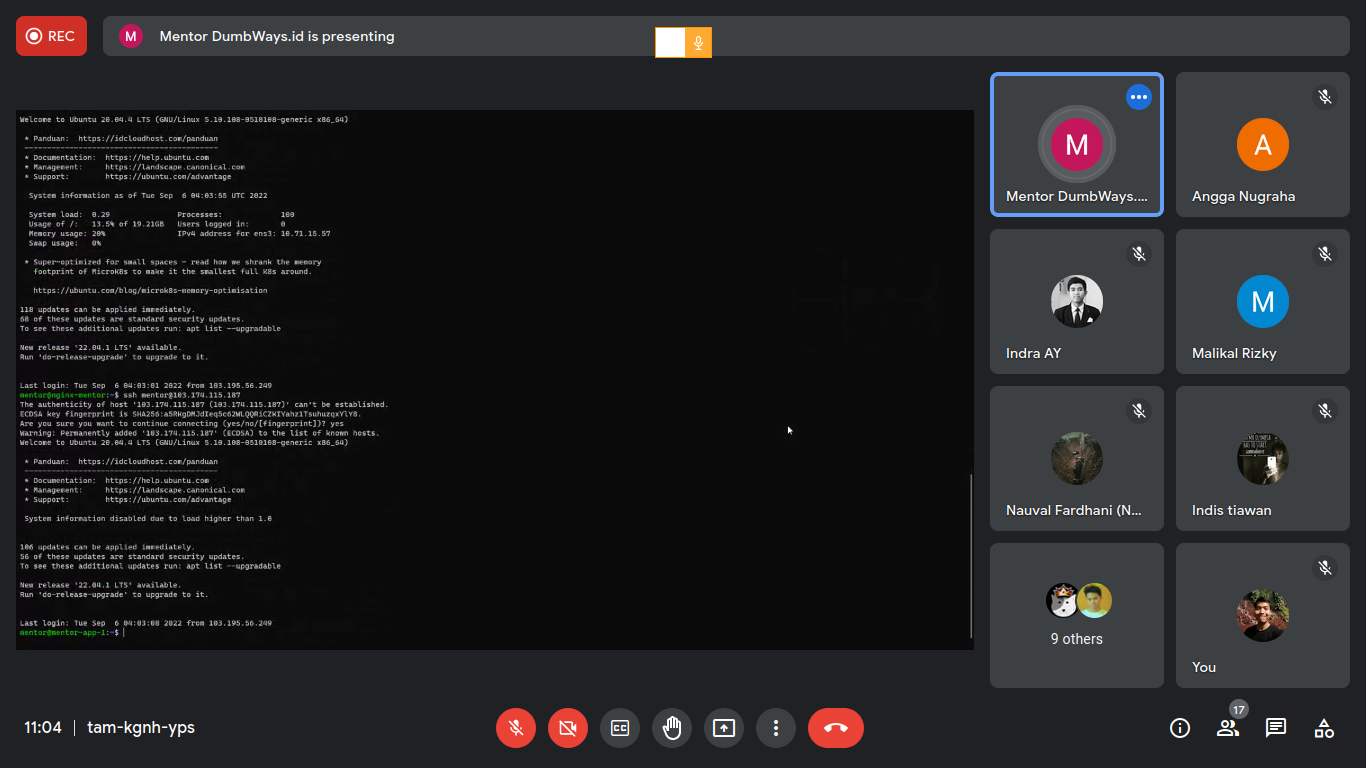 REC
M
Mentor DumbWays.id is presenting
Welcome to Ubuntu 20.04.4 LTS (GNU/Linux 5.10.108-0510108-generic x86_64)
* Panduan:  https://idcloudhost.com/panduan
------------------------------------------
* Documentation:  https://help.ubuntu.com
* Management:     https://landscape.canonical.com
* Support:        https://ubuntu.com/advantage
System information as of Tue Sep  6 04:03:55 UTC 2022
System load:  0.29              Processes:             100
Usage of /:   13.5% of 19.21GB  Users logged in:       0
Memory usage: 20%               IPv4 address for ens3: 10.71.15.57
Swap usage:   0%
* Super-optimized for small spaces - read how we shrank the memory
footprint of MicroK8s to make it the smallest full K8s around.
https://ubuntu.com/blog/microk8s-memory-optimisation
118 updates can be applied immediately.
68 of these updates are standard security updates.
To see these additional updates run: apt list --upgradable
New release '22.04.1 LTS' available.
Run 'do-release-upgrade' to upgrade to it.
Last login: Tue Sep  6 04:03:01 2022 from 103.195.56.249
mentor@nginx-mentor:~$ ssh mentor@103.174.115.187
The authenticity of host '103.174.115.187 (103.174.115.187)' can't be established.
ECDSA key fingerprint is
Are you sure you want to continue connecting (yes/no/[fingerprint])? yes
Warning: Permanently added '103.174.115.187' (ECDSA) to the list of known hosts.
Welcome to Ubuntu 20.04.4 LTS (GNU/Linux 5.10.108-0510108-generic x86_64)
* Panduan:  https://idcloudhost.com/panduan
------------------------------------------
* Documentation:  https://help.ubuntu.com
* Management:     https://landscape.canonical.com
* Support:        https://ubuntu.com/advantage
System information disabled due to load higher than 1.0
106 updates can be applied immediately.
56 of these updates are standard security updates.
To see these additional updates run: apt list --upgradable
New release '22.04.1 LTS' available.
Run 'do-release-upgrade' to upgrade to it.
Last login: Tue Sep  6 04:03:08 2022 from 103.195.56.249
mentor@mentor-app-1:~$
M
Mentor DumbWays....
A
Angga Nugraha
Indra AY
M
Malikal Rizky
Nauval Fardhani (N...
Indis tiawan
9 others
You
11:04
tam-kgnh-yps
CC
17